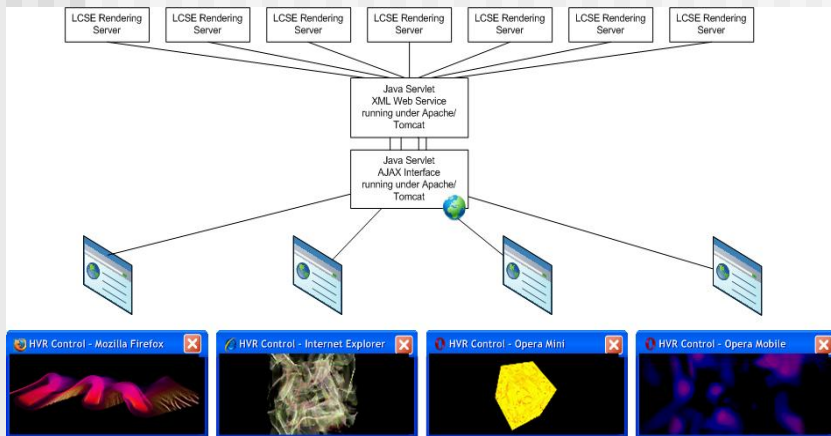 LCSE Rendering
Server
LCSE Rendering
Server
LCSE Rendering
Server
LCSE Rendering
Server
LCSE Rendering
Server
LCSE Rendering
Server
LCSE Rendering
Server
Java Servlet
XML Web Service
running under Apache/
Tomcat
Java Servlet
AJAX Interface
running under Apache/
Tomcat
HVR Control - Mozilla Firefox
HVR Control - Internet Explorer
HVR Control - Opera Mini
HVR Control - Opera Mobile